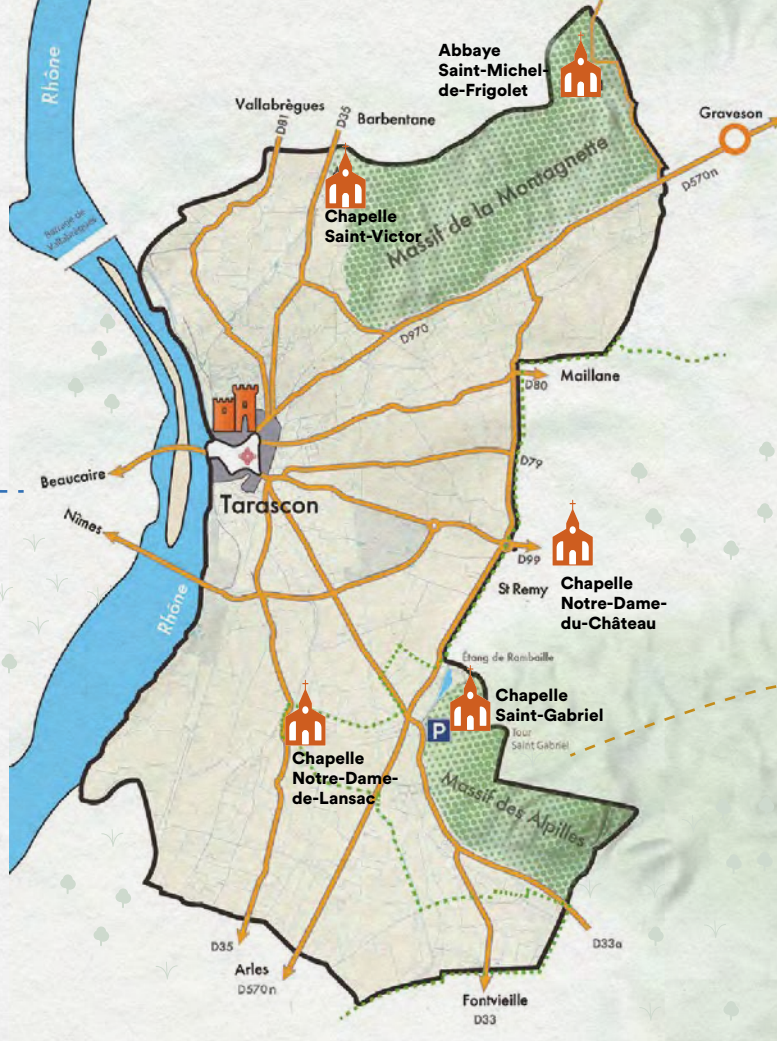 Abbaye
Saint-Michel-
de-Frigolet
Rhône
Vallabrègues
D81
D35
Barbentane
Graveson
D570n
Massif de la Montagnette
Chapelle
Saint-Victor
Barrage de
Vallabrègues
D970
D80
Maillane
Beaucaire
D79
Tarascon
Nîmes
D99
St Remy
Chapelle
Notre-Dame-
du-Château
Rhône
Étang de Rambaille
Chapelle
Saint-Gabriel
P
Tour
Saint Gabriel
Chapelle
Notre-Dame-
de-Lansac
Massif des Alpilles
D35
Arles
D570n
D33a
Fontvieille
D33